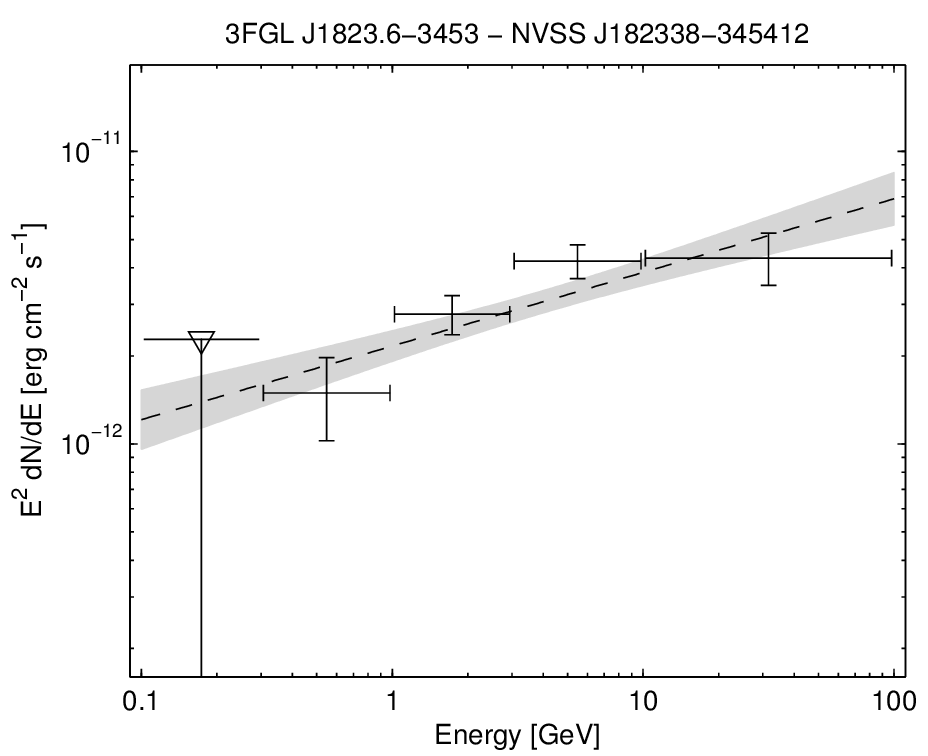 3FGL J1823.6−3453 − NVSS J182338−345412
E² dN/dE [erg cm⁻² s⁻¹]
10⁻¹¹
10⁻¹²
0.1 1 10 100
Energy [GeV]